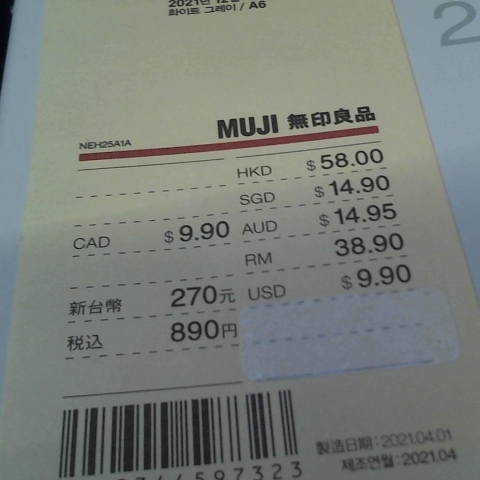 화이트 그레이 / A6
2
NEH25A1A
MUJI 無印良品
HKD $ 58.00
SGD $ 14.90
CAD $ 9.90 AUD $ 14.95
RM 38.90
新台幣 270元 USD $ 9.90
税込 890円
製造日期:2021.04.01
제조연월:2021.04